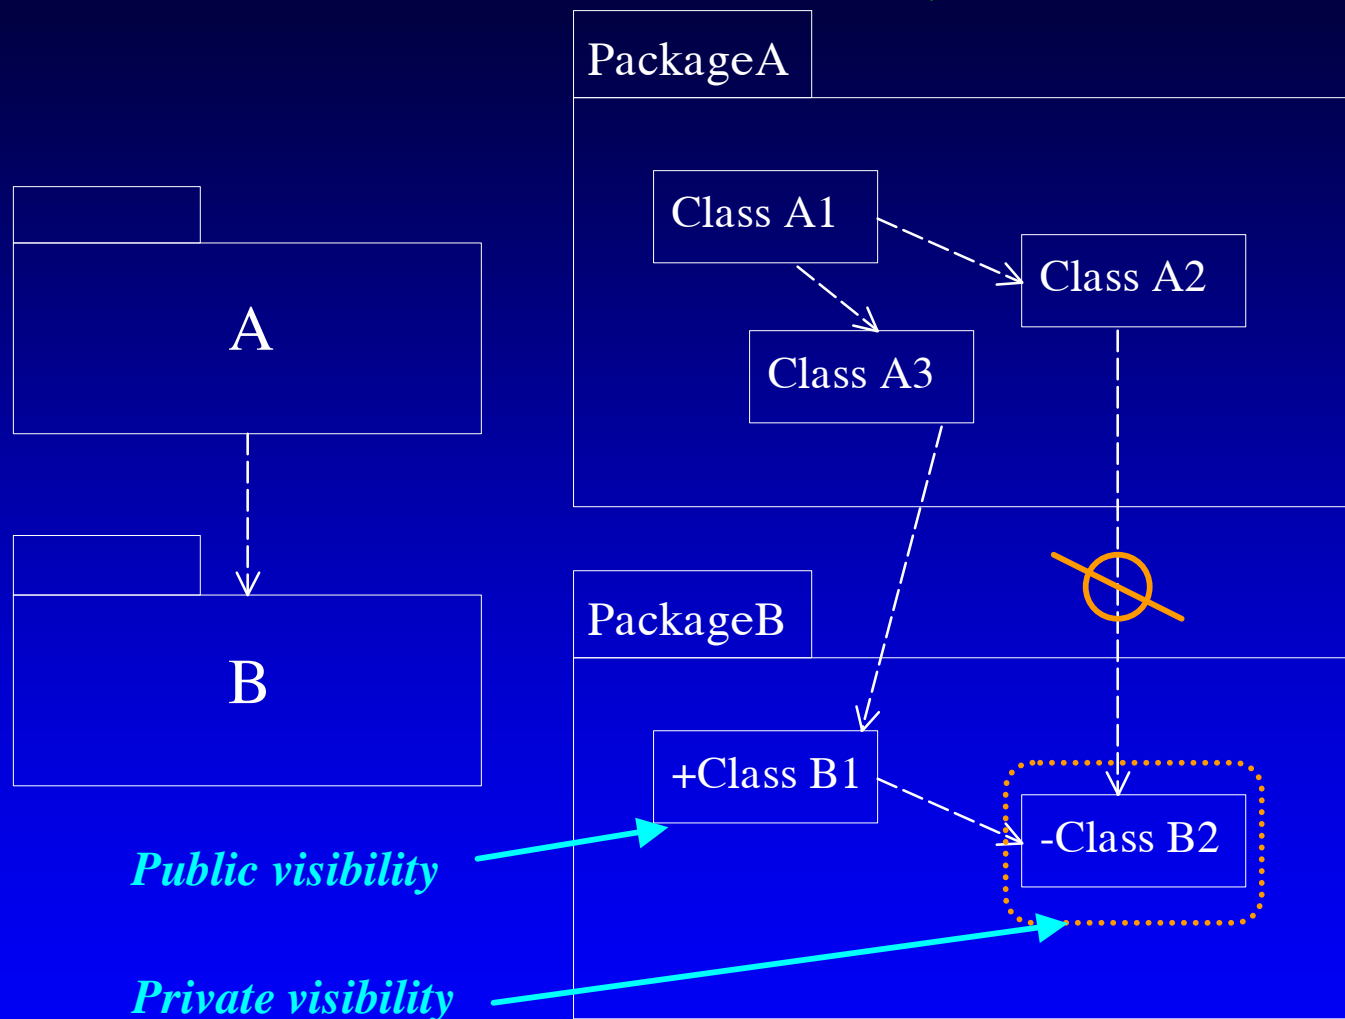 PackageA
Class A1
Class A2
A
Class A3
PackageB
B
+Class B1
-Class B2
Public visibility
Private visibility